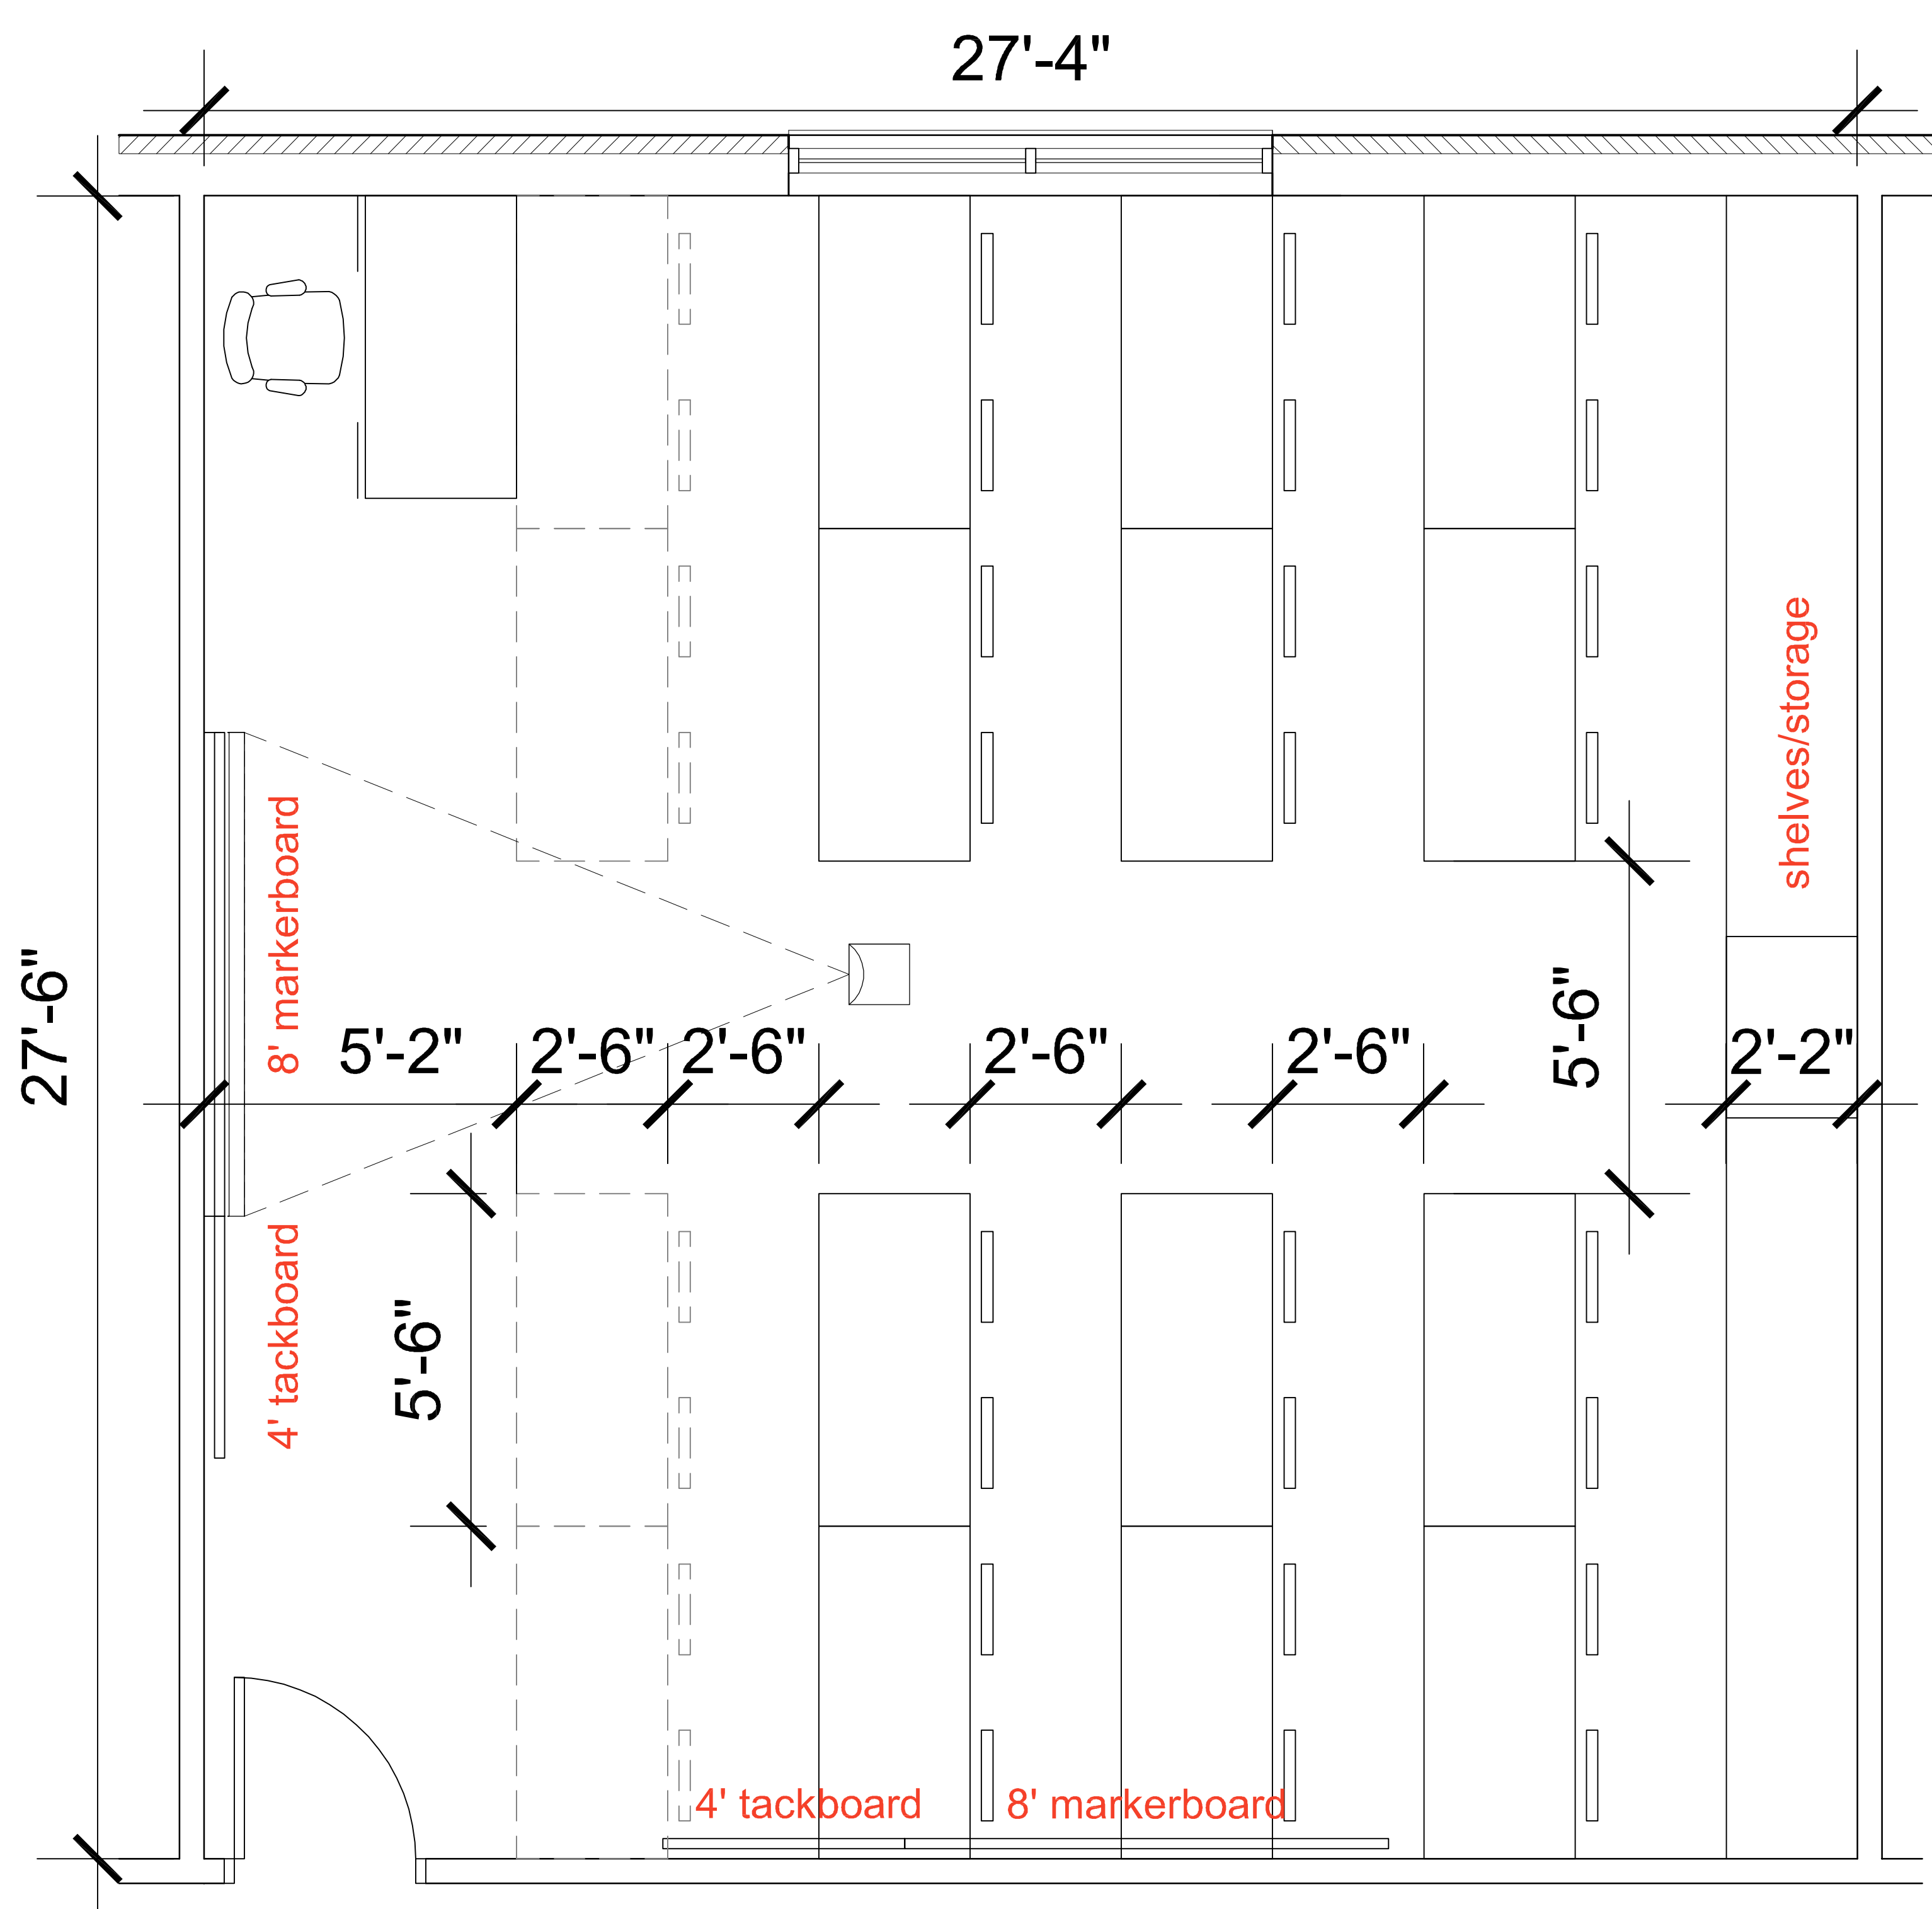 27'-4"
27'-6"
8' markerboard
shelves/storage
5'-2"
2'-6"
2'-6"
2'-6"
2'-6"
5'-6"
2'-2"
4' tackboard
5'-6"
4' tackboard
8' markerboard